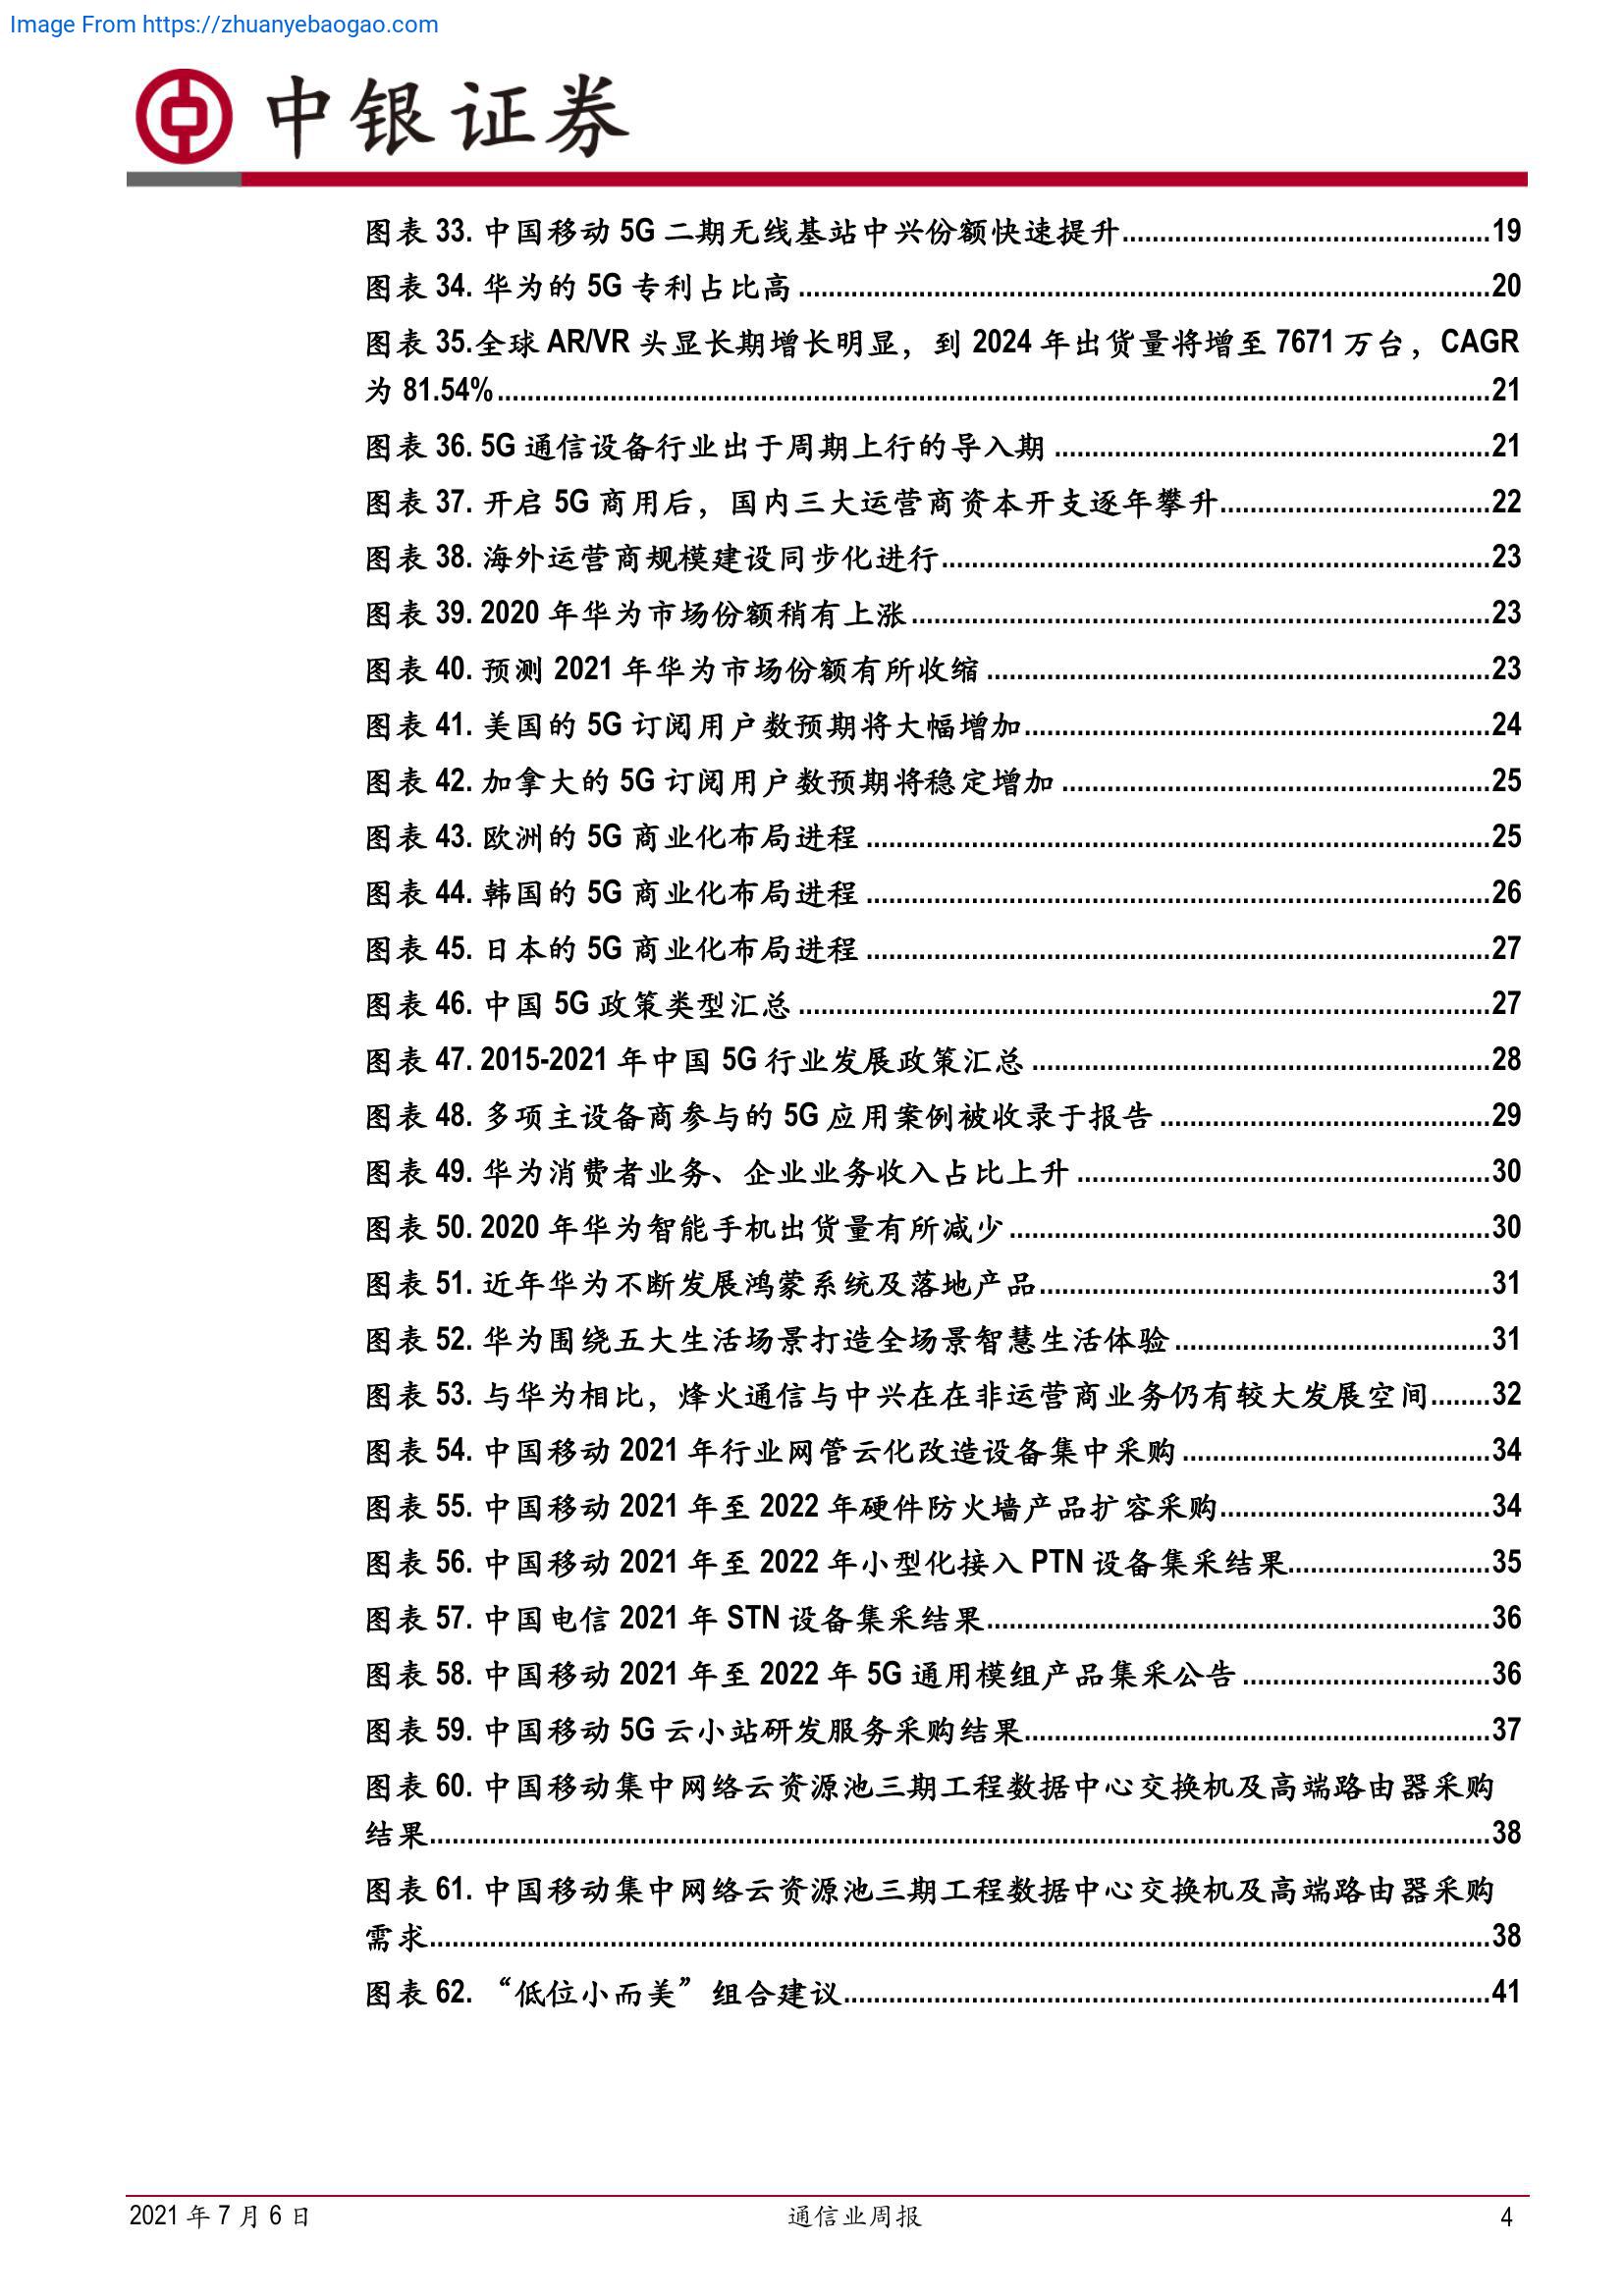 Image From https://zhuanyebaogao.com
中银证券
图表 33. 中国移动 5G 二期无线基站中兴份额快速提升.................................................19
图表 34. 华为的 5G 专利占比高............................................................................................20
图表 35.全球 AR/VR 头显长期增长明显，到 2024 年出货量将增至 7671 万台，CAGR
为 81.54%....................................................................................................................................21
图表 36. 5G 通信设备行业出于周期上行的导入期..........................................................21
图表 37. 开启 5G 商用后，国内三大运营商资本开支逐年攀升....................................22
图表 38. 海外运营商规模建设同步化进行.........................................................................23
图表 39. 2020 年华为市场份额稍有上涨.............................................................................23
图表 40. 预测 2021 年华为市场份额有所收缩...................................................................23
图表 41. 美国的 5G 订阅用户数预期将大幅增加..............................................................24
图表 42. 加拿大的 5G 订阅用户数预期将稳定增加.........................................................25
图表 43. 欧洲的 5G 商业化布局进程...................................................................................25
图表 44. 韩国的 5G 商业化布局进程...................................................................................26
图表 45. 日本的 5G 商业化布局进程...................................................................................27
图表 46. 中国 5G 政策类型汇总............................................................................................27
图表 47. 2015-2021 年中国 5G 行业发展政策汇总.............................................................28
图表 48. 多项主设备商参与的 5G 应用案例被收录于报告............................................29
图表 49. 华为消费者业务、企业业务收入占比上升.......................................................30
图表 50. 2020 年华为智能手机出货量有所减少................................................................30
图表 51. 近年华为不断发展鸿蒙系统及落地产品............................................................31
图表 52. 华为围绕五大生活场景打造全场景智慧生活体验..........................................31
图表 53. 与华为相比，烽火通信与中兴在在非运营商业务仍有较大发展空间........32
图表 54. 中国移动 2021 年行业网管云化改造设备集中采购.........................................34
图表 55. 中国移动 2021 年至 2022 年硬件防火墙产品扩容采购....................................34
图表 56. 中国移动 2021 年至 2022 年小型化接入 PTN 设备集采结果...........................35
图表 57. 中国电信 2021 年 STN 设备集采结果...................................................................36
图表 58. 中国移动 2021 年至 2022 年 5G 通用模组产品集采公告.................................36
图表 59. 中国移动 5G 云小站研发服务采购结果..............................................................37
图表 60. 中国移动集中网络云资源池三期工程数据中心交换机及高端路由器采购
结果.............................................................................................................................................38
图表 61. 中国移动集中网络云资源池三期工程数据中心交换机及高端路由器采购
需求.............................................................................................................................................38
图表 62. “低位小而美”组合建议......................................................................................41
2021 年 7 月 6 日 通信业周报 4